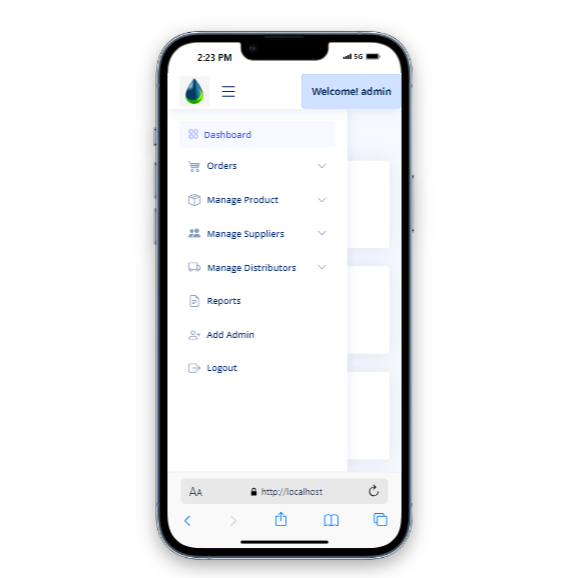 2:23 PM
5G
Welcome! admin
Dashboard
Orders
Manage Product
Manage Suppliers
Manage Distributors
Reports
Add Admin
Logout
AA
http://localhost